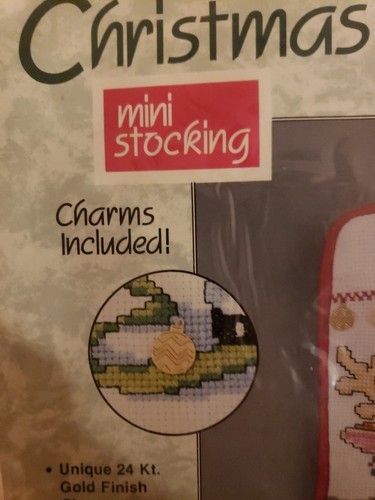 Christmas
mini
stocking
Charms
Included!
• Unique 24 Kt.
Gold Finish